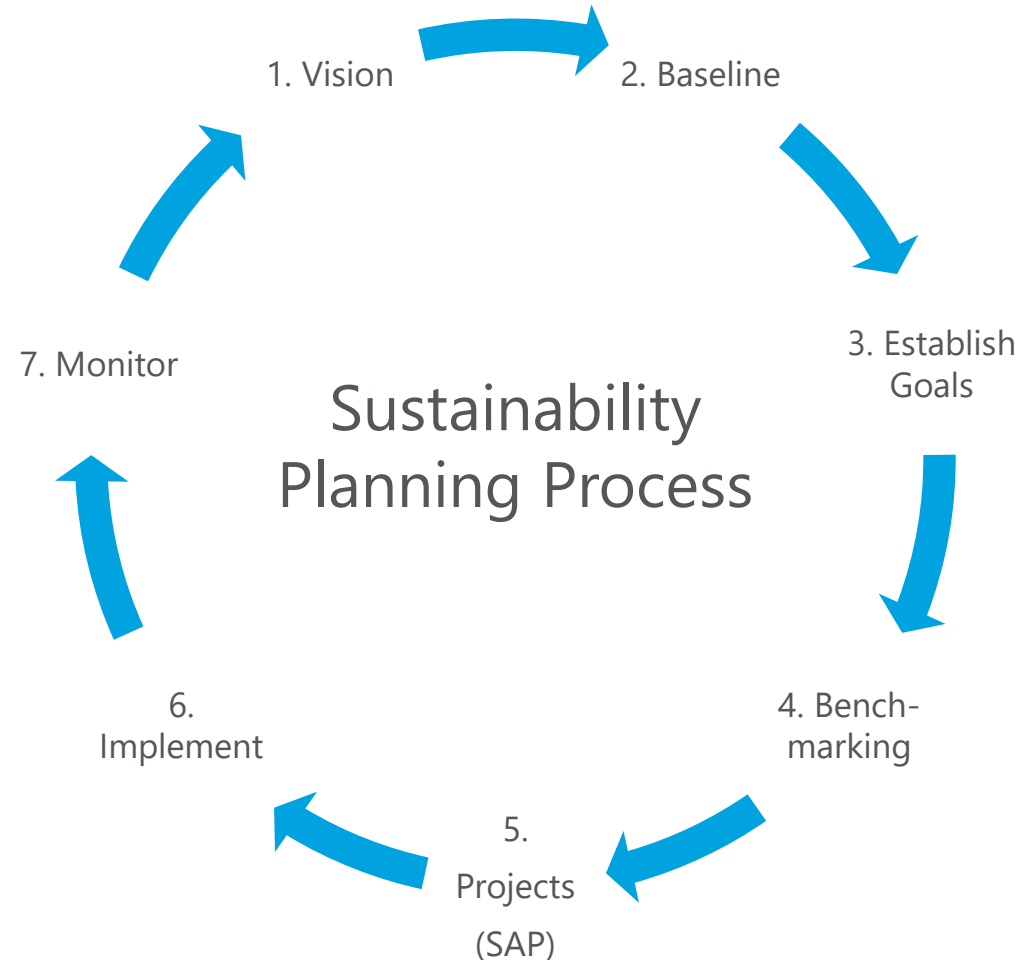 1. Vision
2. Baseline
3. Establish
Goals
4. Bench-
marking
5.
Projects
(SAP)
6.
Implement
7. Monitor
Sustainability
Planning Process